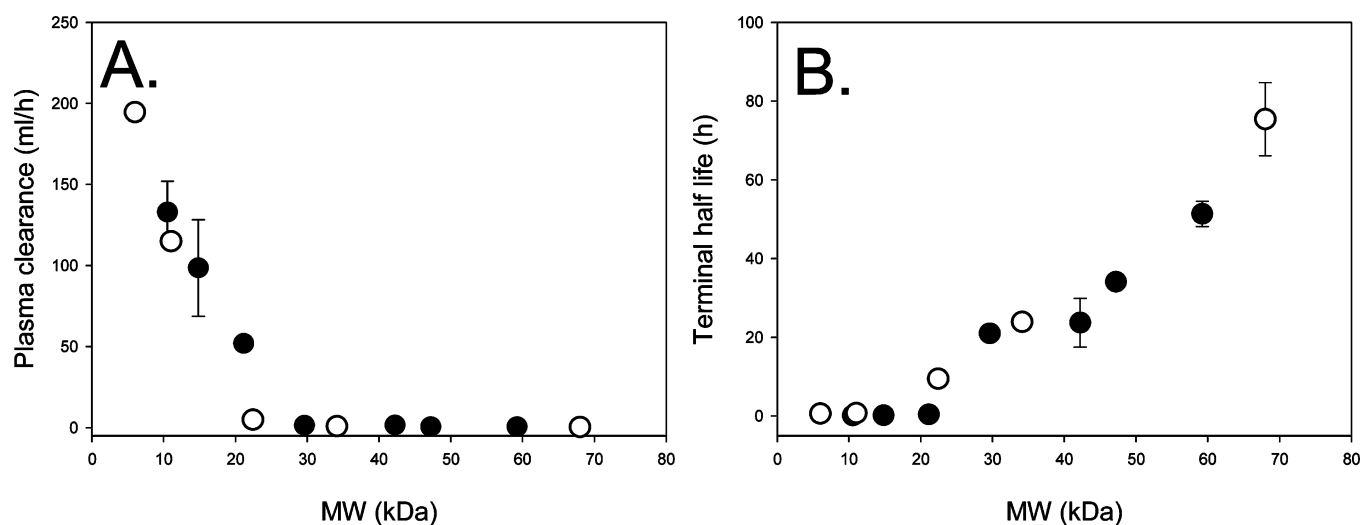 A.
Plasma clearance (ml/h)
250
200
150
100
50
0
0 10 20 30 40 50 60 70 80
MW (kDa)
B.
Terminal half life (h)
100
80
60
40
20
0
0 10 20 30 40 50 60 70 80
MW (kDa)